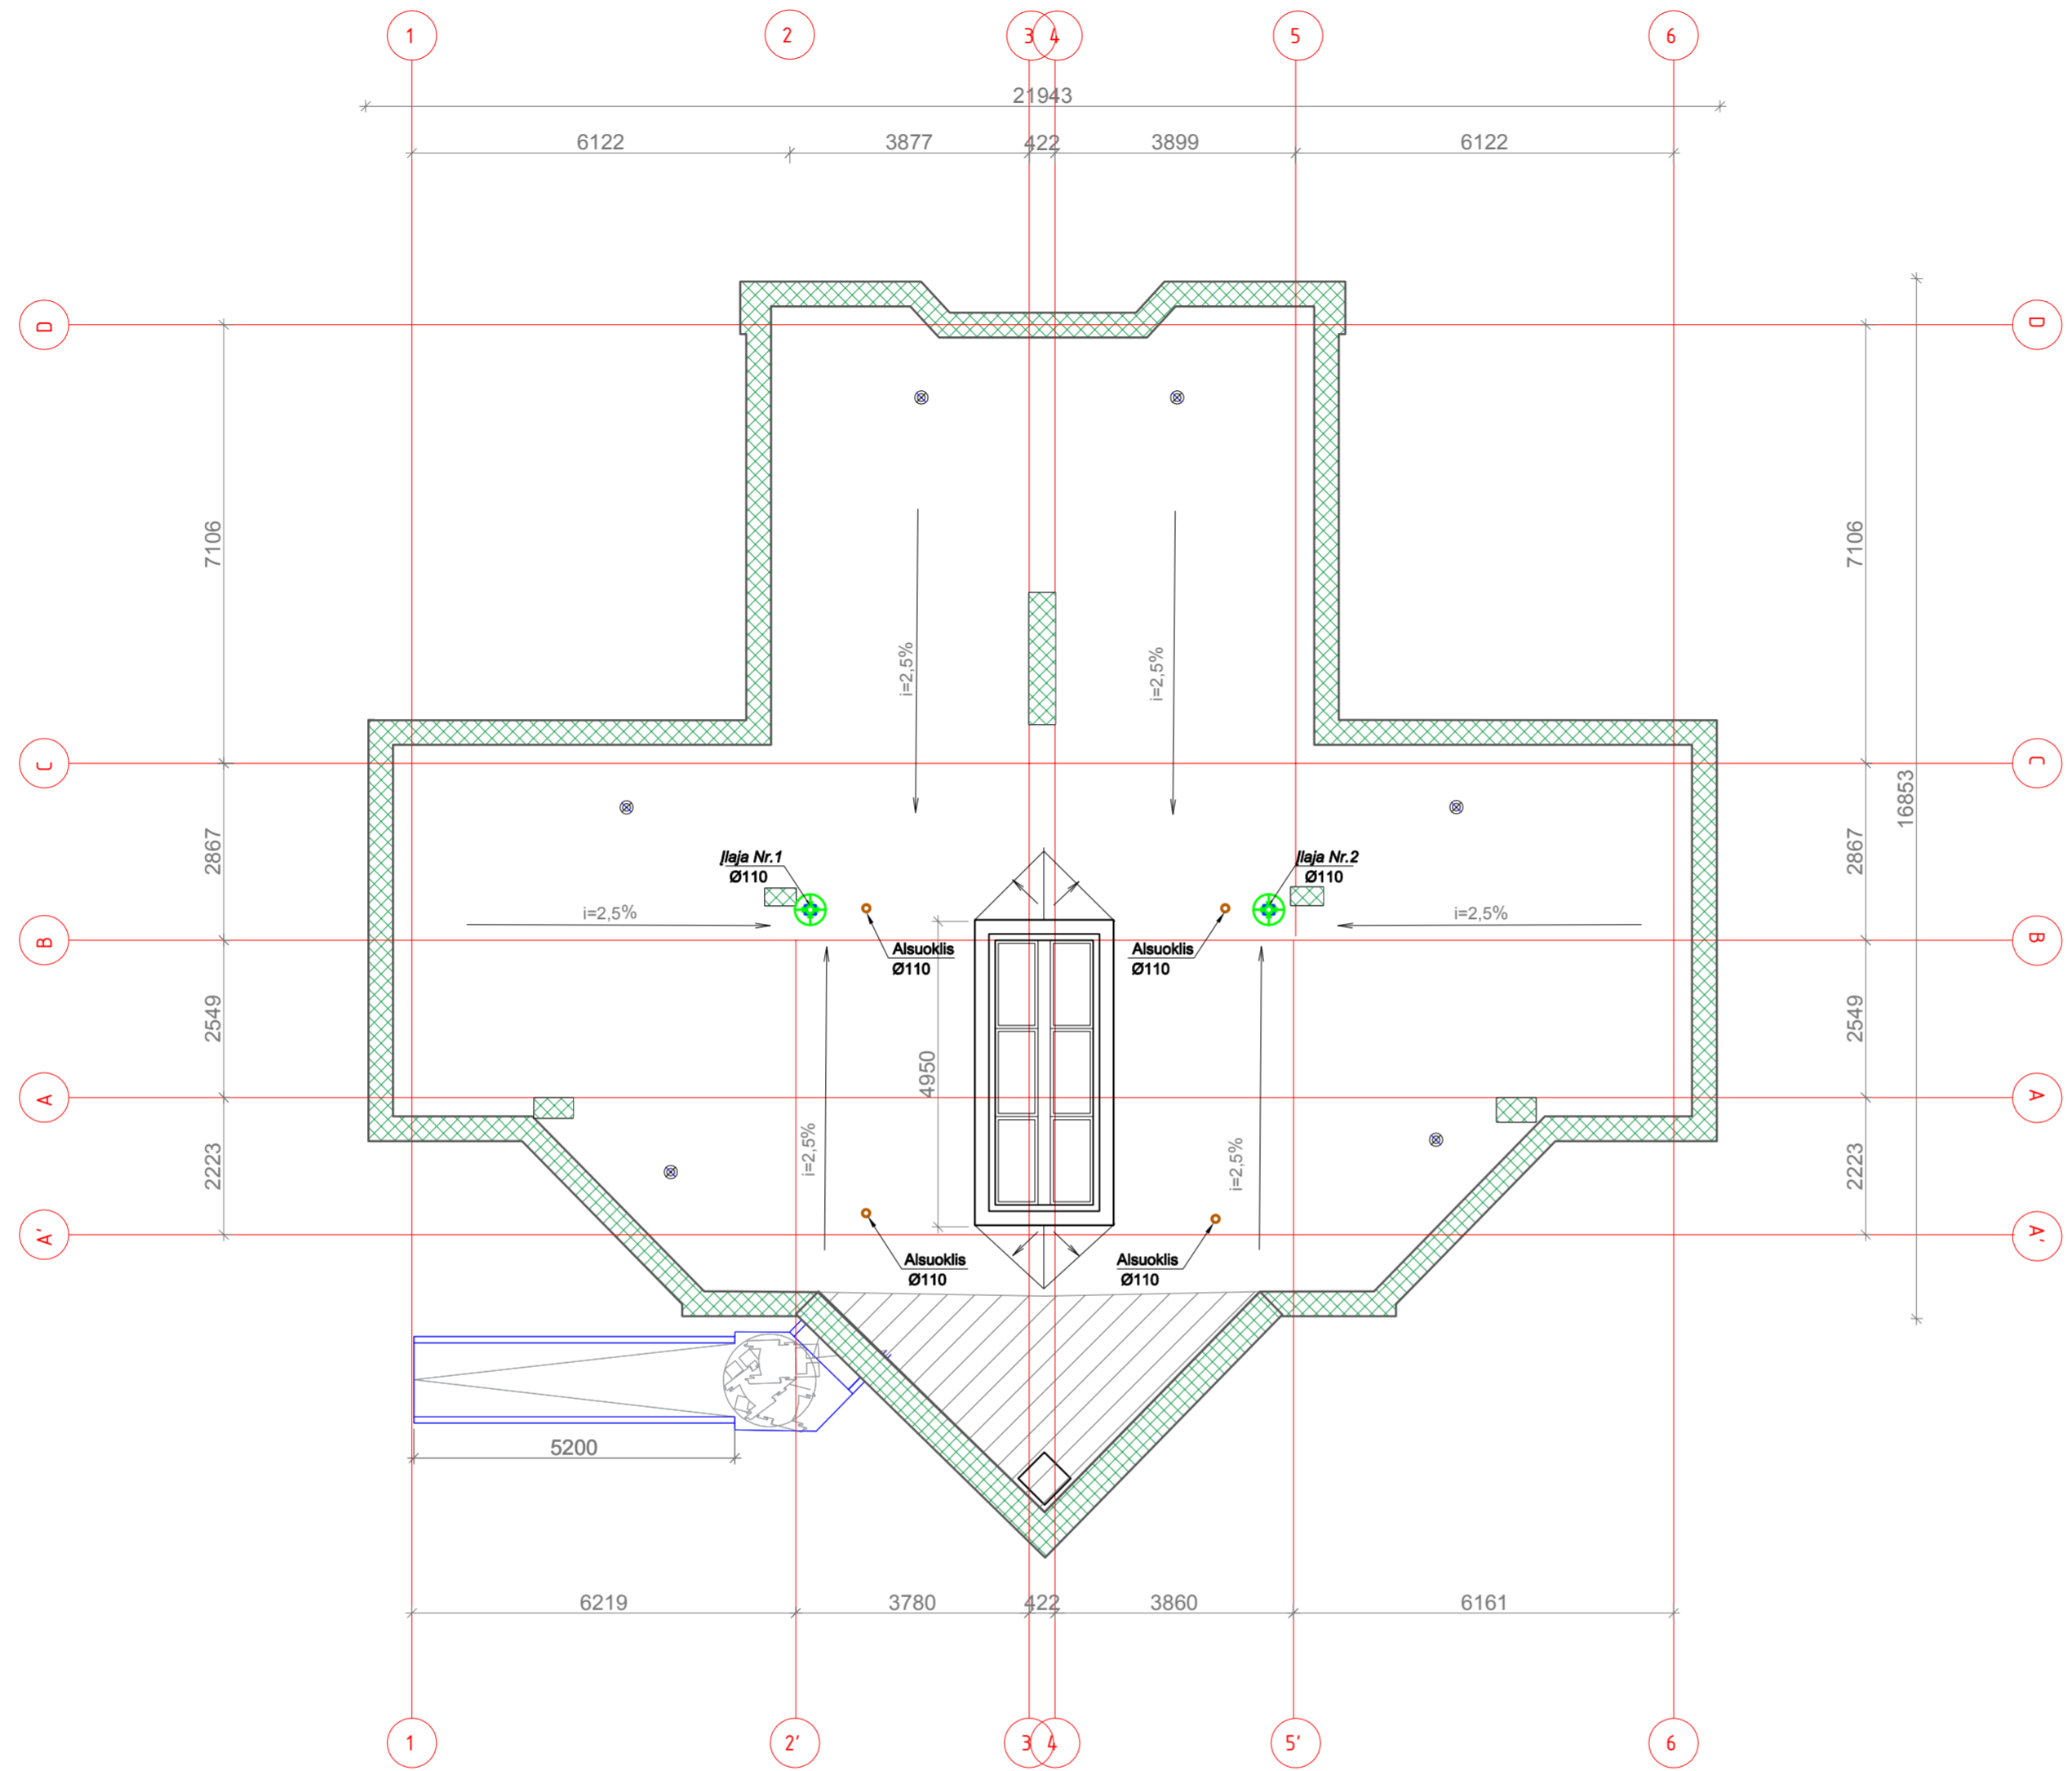 1 2 3 4 5 6
21943
6122 3877 422 3899 6122
D D
7106 7106
i=2,5% i=2,5%
C C
16853
2867 2867
Įlaja Nr.1 Įlaja Nr.2
Ø110 Ø110
i=2,5% i=2,5%
B B
Alsuoklis Alsuoklis
Ø110 Ø110
2549 2549
4950
A A
i=2,5% i=2,5%
2223 2223
A' A'
Alsuoklis Alsuoklis
Ø110 Ø110
5200
6219 3780 422 3860 6161
1 2' 3 4 5' 6